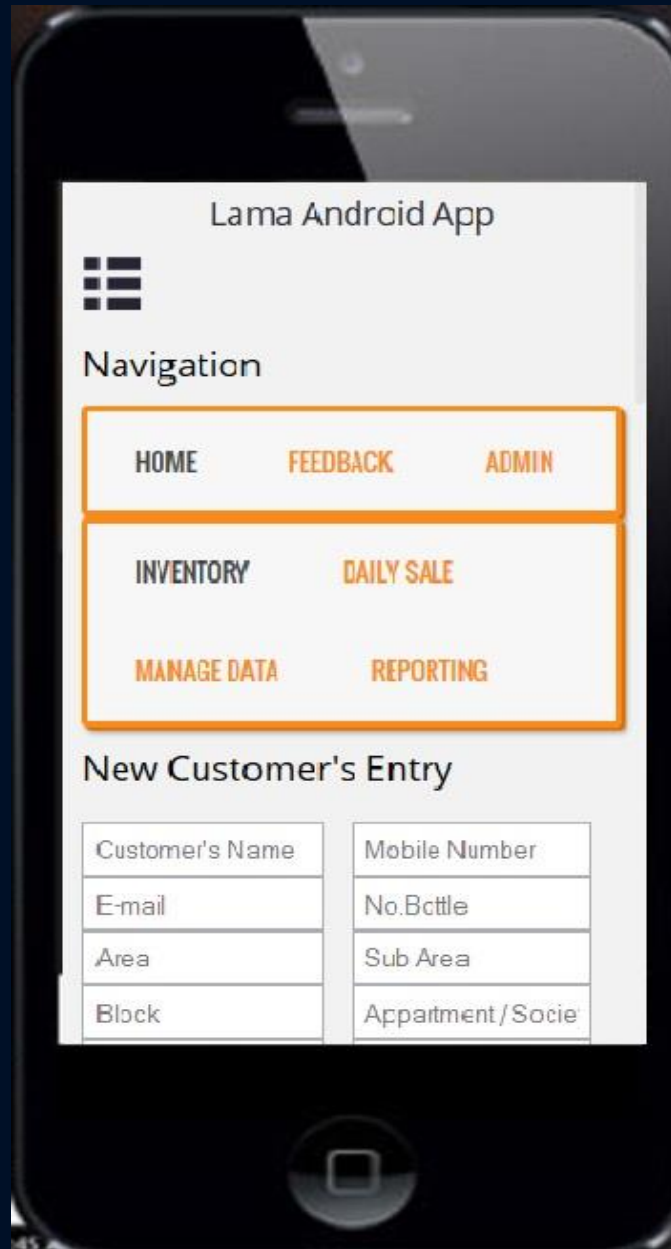 Lama Android App
Navigation
HOME FEEDBACK ADMIN
INVENTORY DAILY SALE
MANAGE DATA REPORTING
New Customer's Entry
Customer's Name Mobile Number
E-mail No.Bottle
Area Sub Area
Block Appartment / Socie